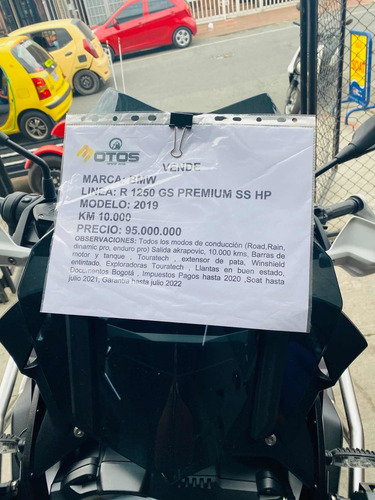 MOTOS
VENDE
MARCA: BMW
LINEA: R 1250 GS PREMIUM SS HP
MODELO: 2019
KM 10.000
PRECIO: 95.000.000
OBSERVACIONES: Todos los modos de conducción (Road,Rain,
dinamic pro, enduro pro) Salida akrapovic, 10.000 kms, Barras de
motor y tanque , Touratech , extensor de pata, Winshield
entintado, Exploradoras Touratech , Llantas en buen estado,
Documentos Bogotá , Impuestos Pagos hasta 2020 ,Soat hasta
julio 2021, Garantía hasta julio 2022